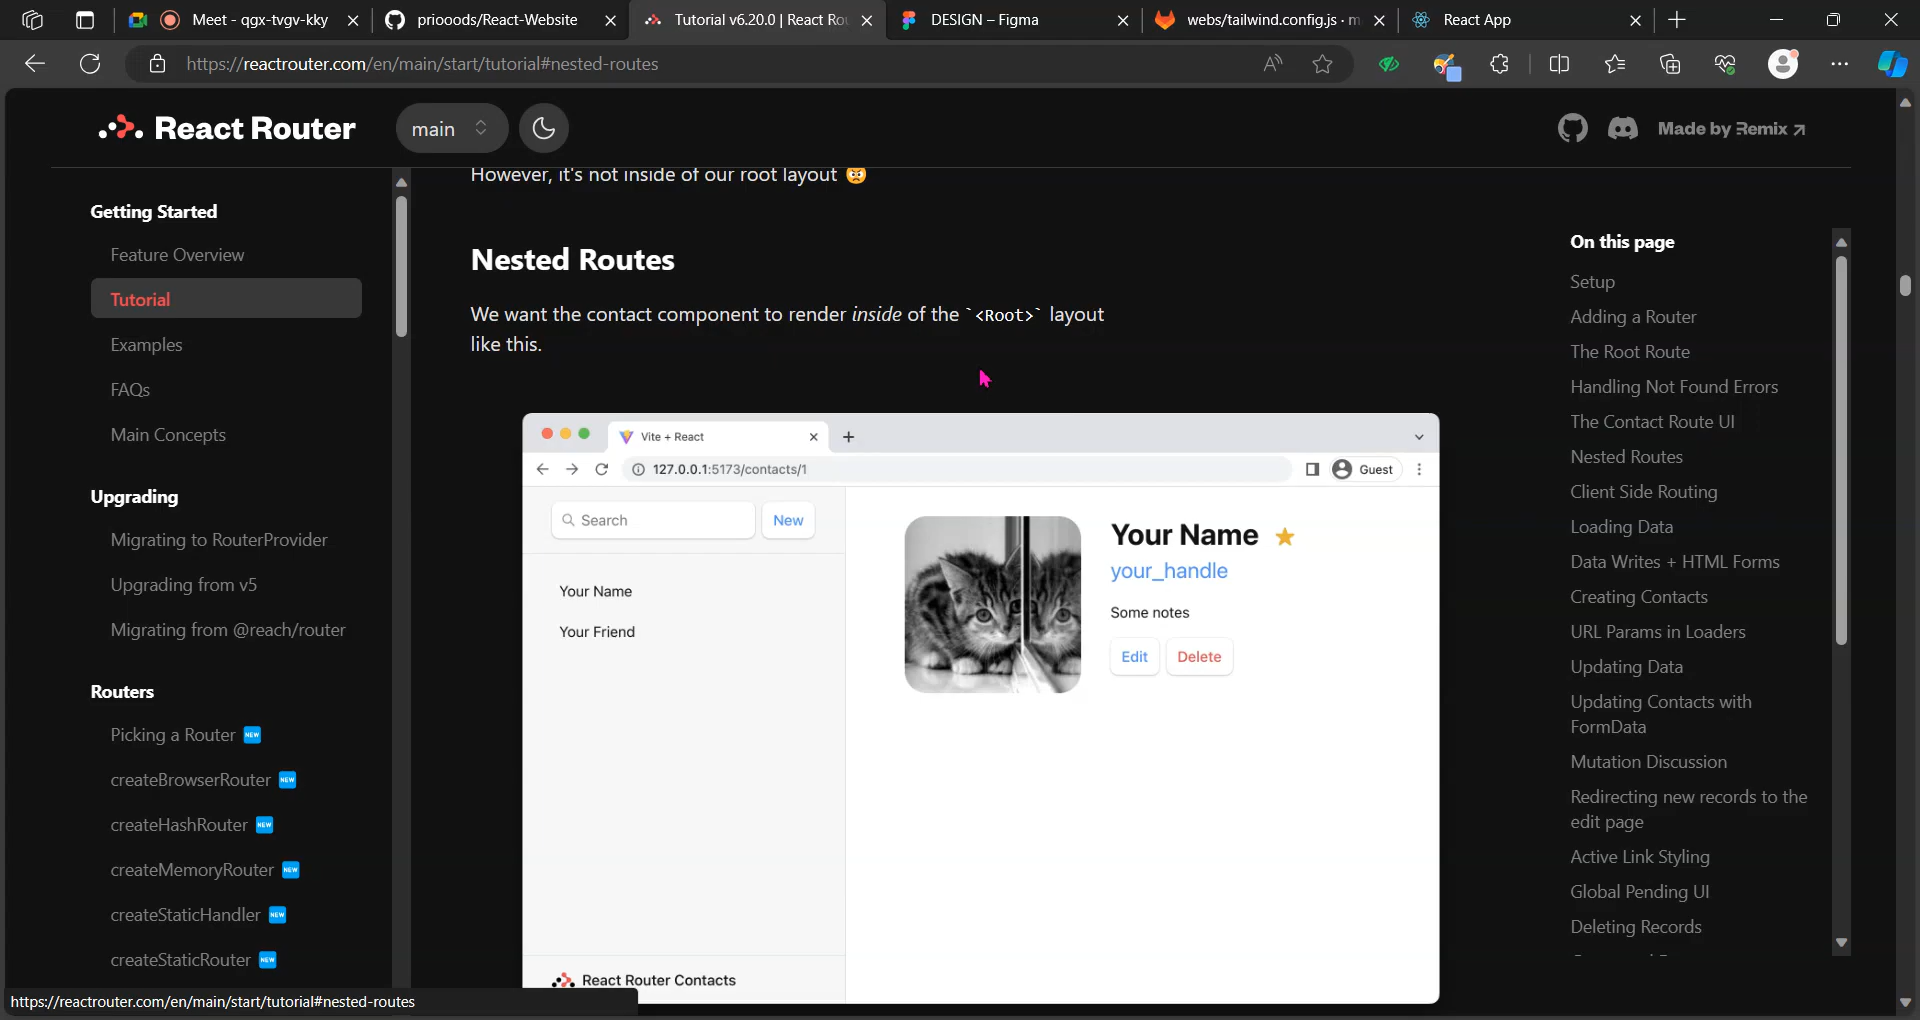 Meet - qgx-tvgv-kky
priooods/React-Website
Tutorial v6.20.0 | React Ro
DESIGN – Figma
webs/tailwind.config.js · m
React App
https://reactrouter.com/en/main/start/tutorial#nested-routes
React Router
main
Made by Remix ↗
Getting Started
Feature Overview
Tutorial
Examples
FAQs
Main Concepts
Upgrading
Migrating to RouterProvider
Upgrading from v5
Migrating from @reach/router
Routers
Picking a Router NEW
createBrowserRouter NEW
createHashRouter NEW
createMemoryRouter NEW
createStaticHandler NEW
createStaticRouter NEW
https://reactrouter.com/en/main/start/tutorial#nested-routes
However, it's not inside of our root layout 😠
Nested Routes
We want the contact component to render inside of the `<Root>` layout
like this.
Vite + React
127.0.0.1:5173/contacts/1
Guest
Search
New
Your Name
Your Friend
React Router Contacts
Your Name ★
your_handle
Some notes
Edit
Delete
On this page
Setup
Adding a Router
The Root Route
Handling Not Found Errors
The Contact Route UI
Nested Routes
Client Side Routing
Loading Data
Data Writes + HTML Forms
Creating Contacts
URL Params in Loaders
Updating Data
Updating Contacts with
FormData
Mutation Discussion
Redirecting new records to the
edit page
Active Link Styling
Global Pending UI
Deleting Records